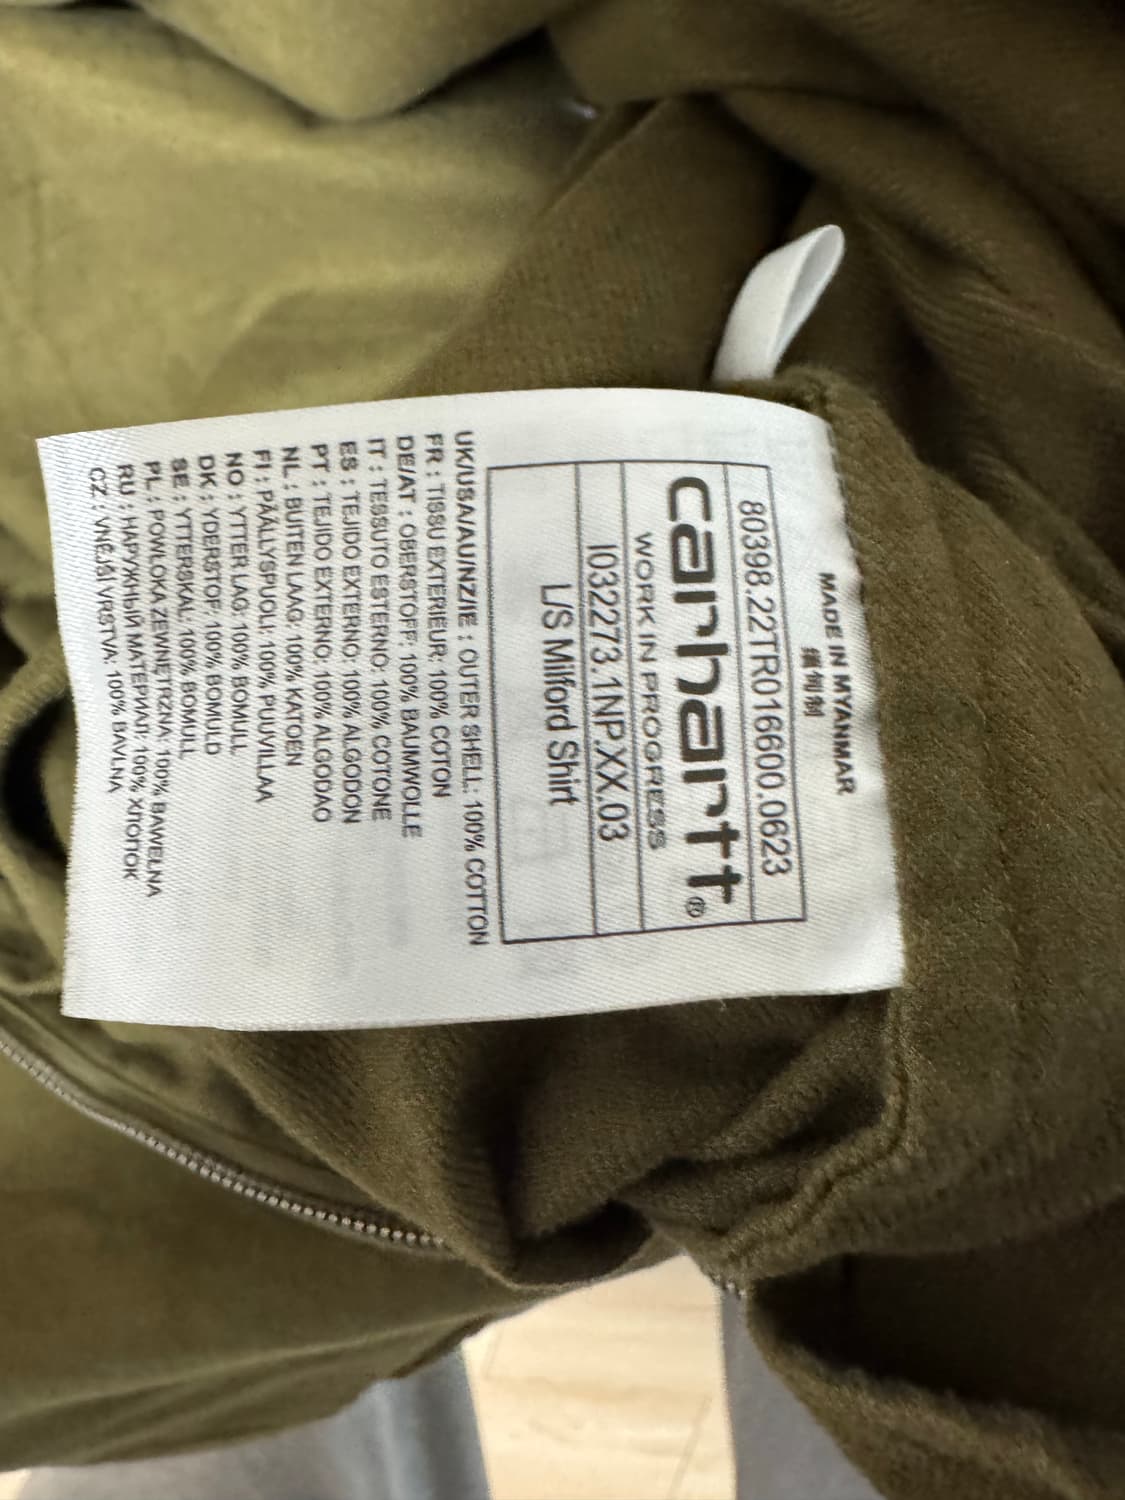 MADE IN MYANMAR
缅甸制
80398.22TR016600.0623
carhartt®
WORK IN PROGRESS
I032273.1NP.XX.03
L/S Milford Shirt
UK/USA/AU/NZ/IE : OUTER SHELL: 100% COTTON
FR : TISSU EXTERIEUR: 100% COTON
DE/AT : OBERSTOFF: 100% BAUMWOLLE
IT : TESSUTO ESTERNO: 100% COTONE
ES : TEJIDO EXTERNO: 100% ALGODON
PT : TEJIDO EXTERNO: 100% ALGODAO
NL : BUITEN LAAG: 100% KATOEN
FI : PÄÄLLYSPUOLI: 100% PUUVILLAA
NO : YTTER LAG: 100% BOMULL
DK : YDERSTOF: 100% BOMULD
SE : YTTERSKAL: 100% BOMULL
PL : POWLOKA ZEWNĘTRZNA: 100% BAWEŁNA
RU : НАРУЖНЫЙ МАТЕРИАЛ: 100% ХЛОПОК
CZ : VNĚJŠÍ VRSTVA: 100% BAVLNA